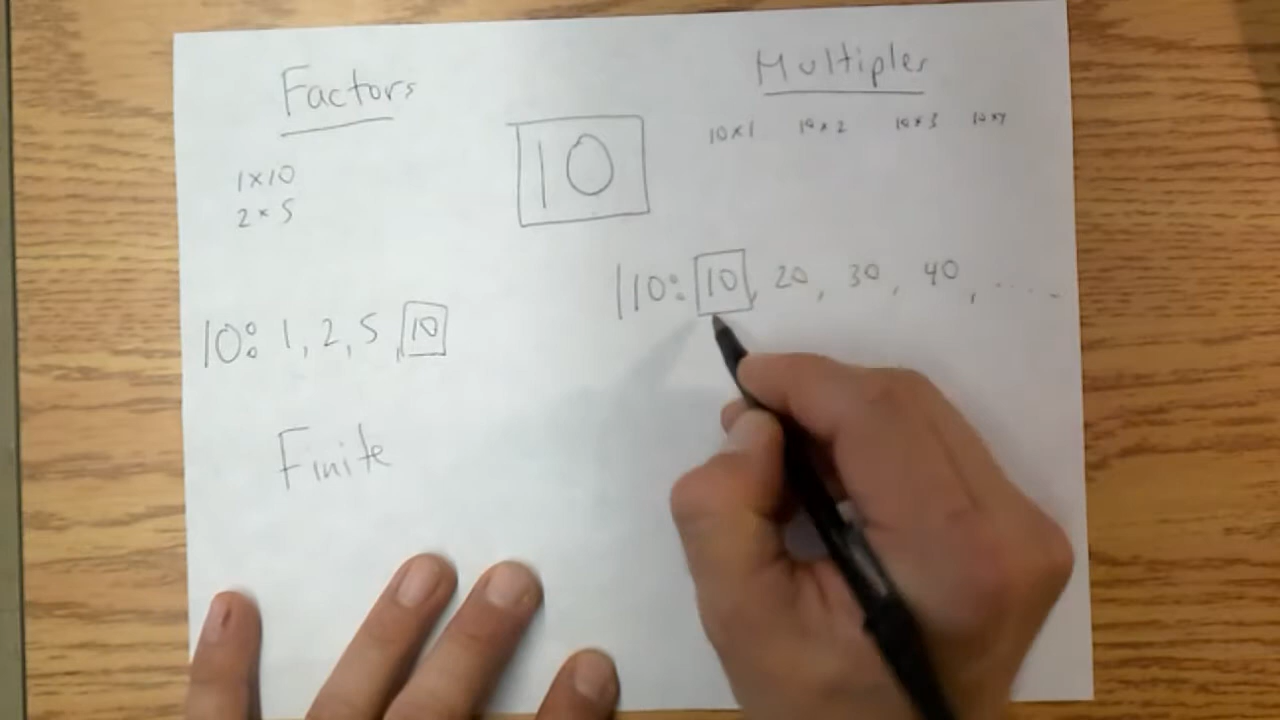 Factors
Multiples
10×1 10×2 10×3 10×4
10
1×10
2×5
10: 10, 20, 30, 40, .....
10: 1, 2, 5, 10
Finite